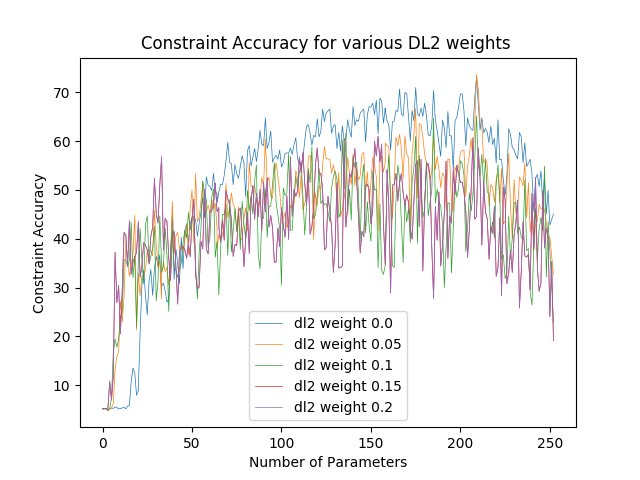 Constraint Accuracy for various DL2 weights
Constraint Accuracy
70
60
50
40
30
20
10
dl2 weight 0.0
dl2 weight 0.05
dl2 weight 0.1
dl2 weight 0.15
dl2 weight 0.2
0 50 100 150 200 250
Number of Parameters